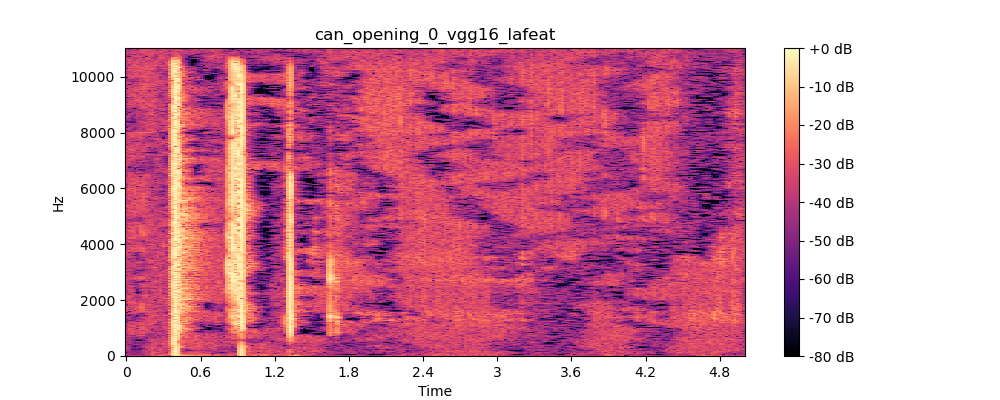 can_opening_0_vgg16_lafeat
Hz
10000
8000
6000
4000
2000
0
0 0.6 1.2 1.8 2.4 3 3.6 4.2 4.8
Time
+0 dB
-10 dB
-20 dB
-30 dB
-40 dB
-50 dB
-60 dB
-70 dB
-80 dB